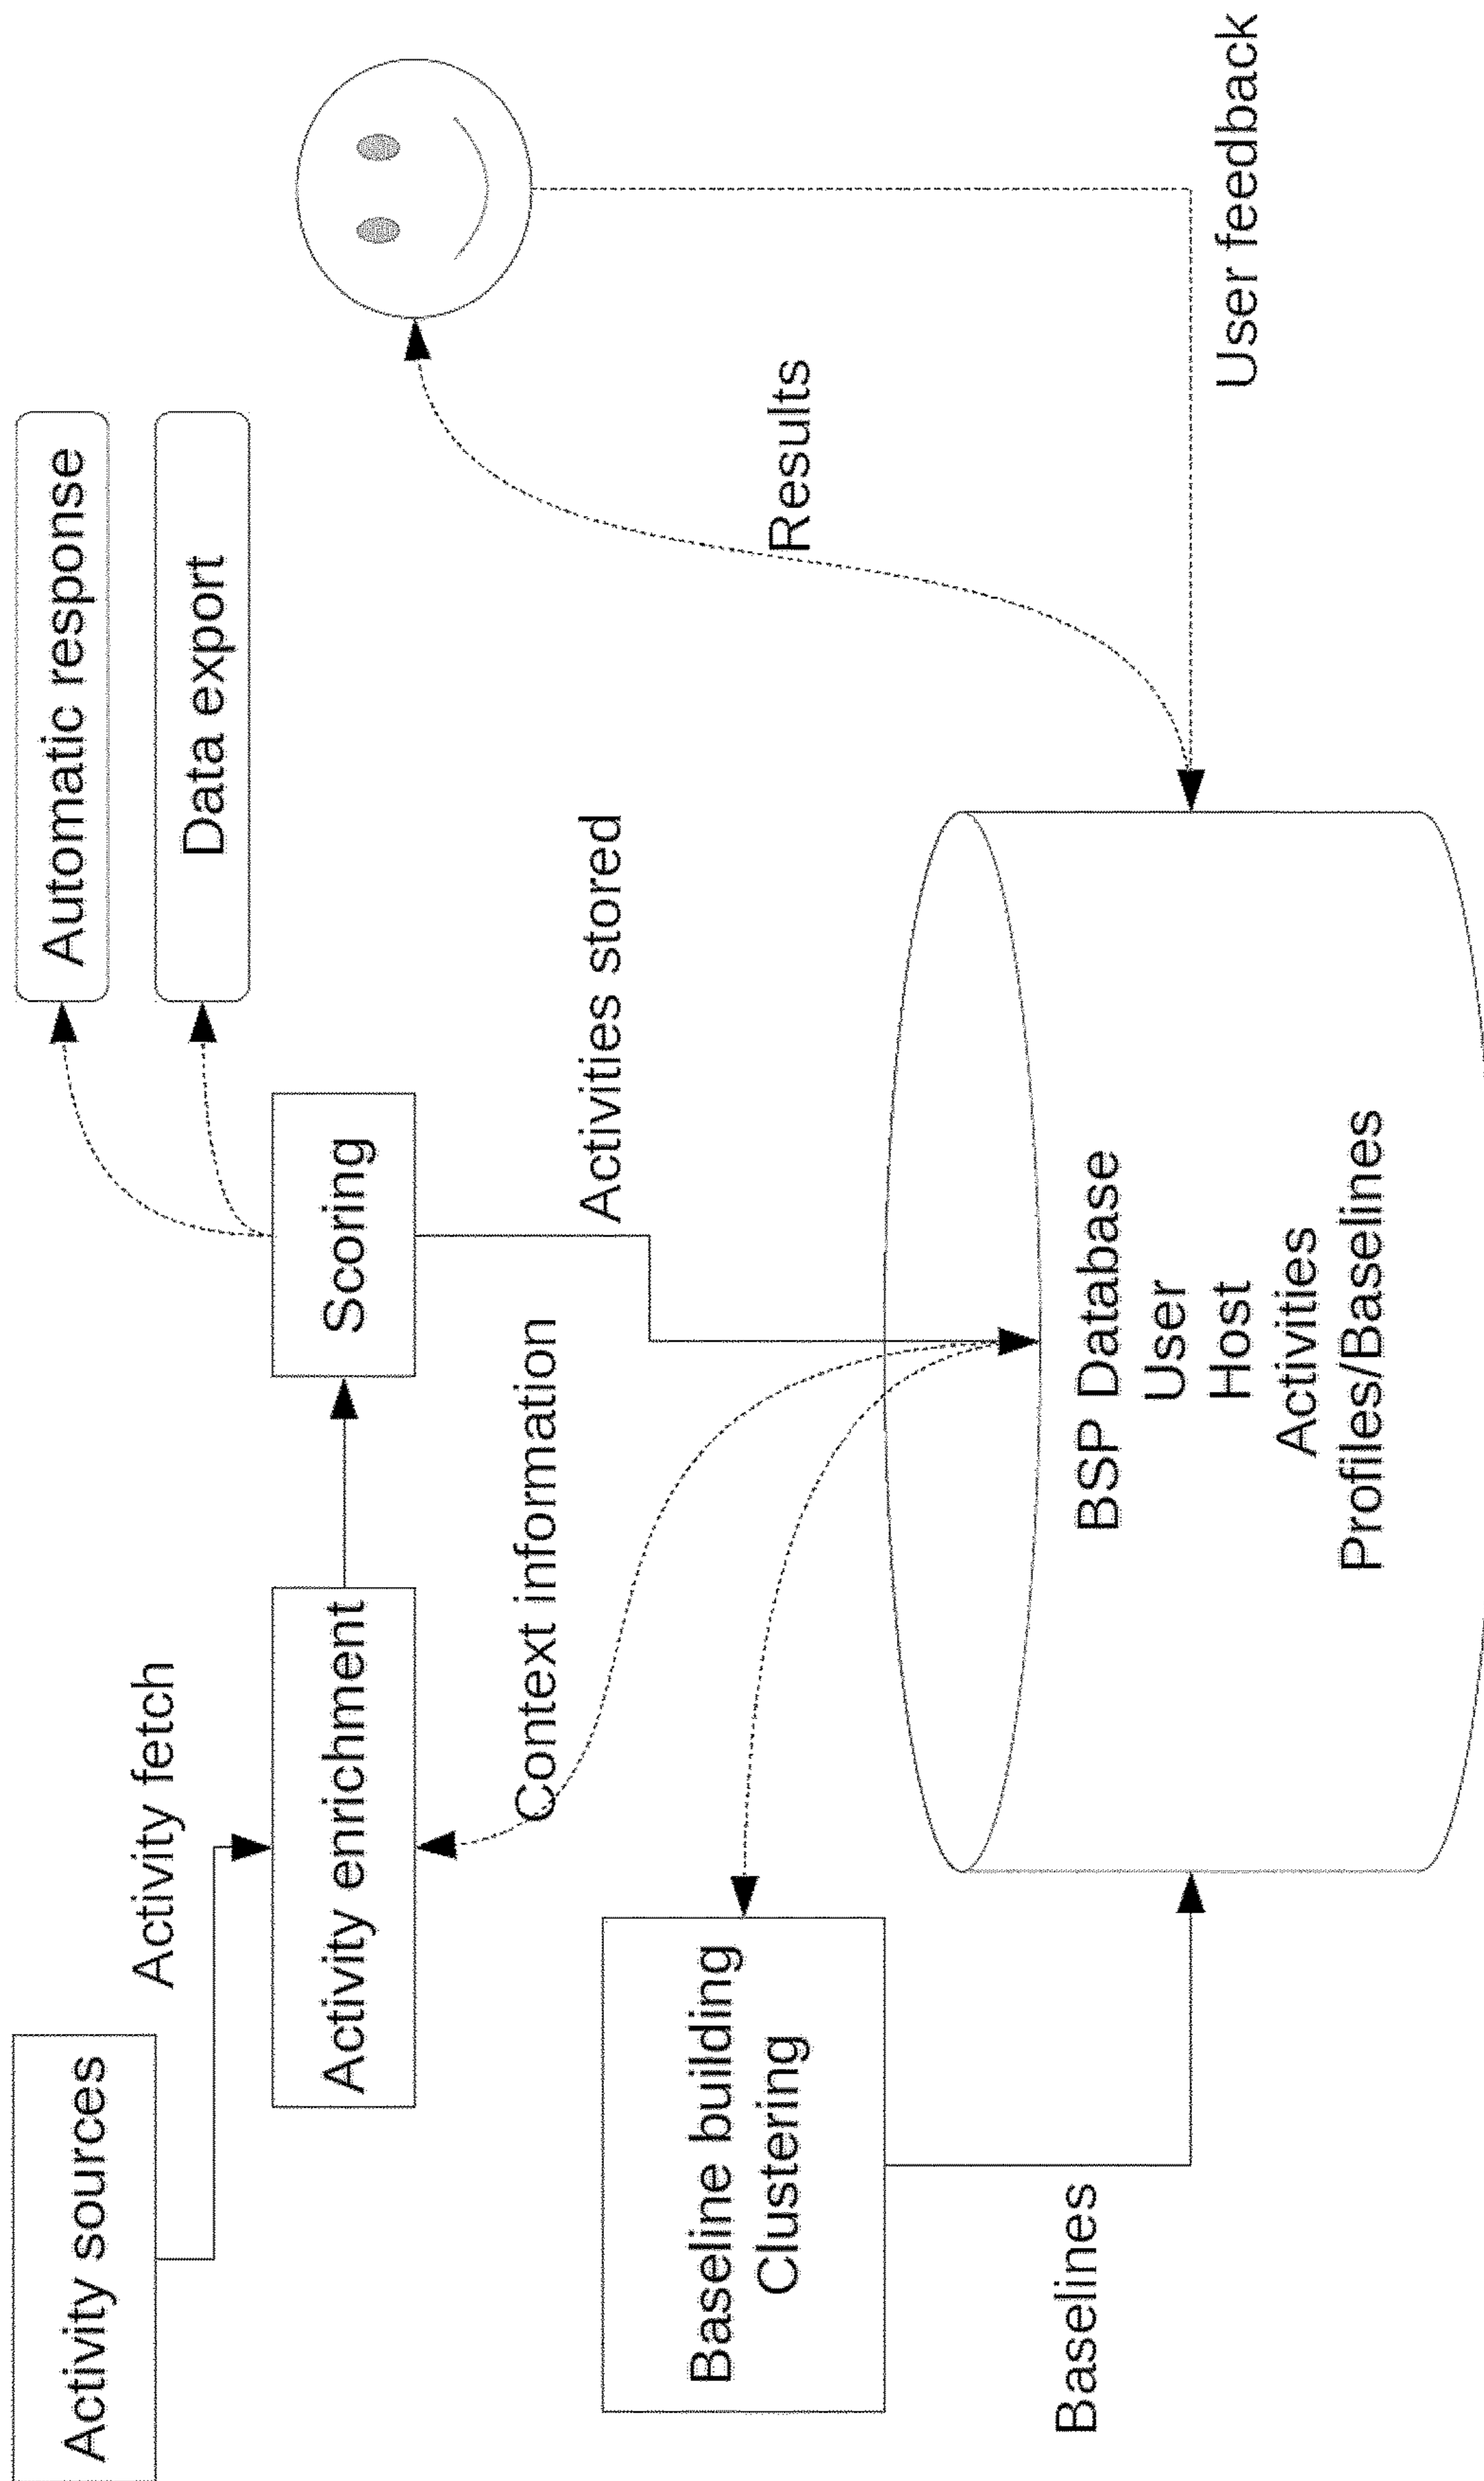 Activity sources
Activity fetch
Activity enrichment
Scoring
Automatic response
Data export
Context information
Activities stored
Results
User feedback
Baseline building
Clustering
Baselines
BSP Database
User
Host
Activities
Profiles/Baselines